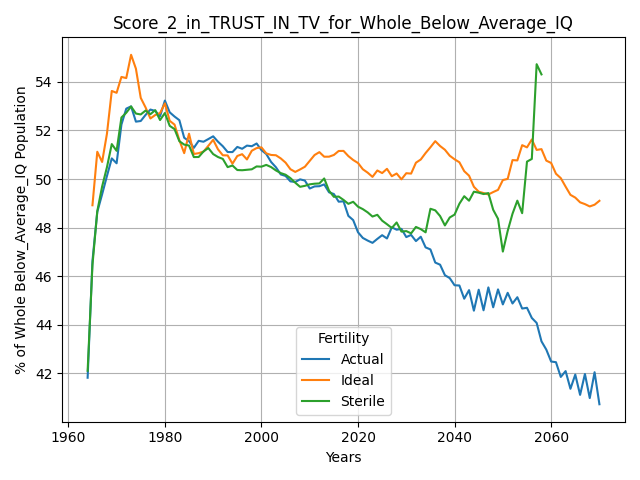 Score_2_in_TRUST_IN_TV_for_Whole_Below_Average_IQ
% of Whole Below_Average_IQ Population
54
52
50
48
46
44
42
Fertility
Actual
Ideal
Sterile
1960 1980 2000 2020 2040 2060
Years